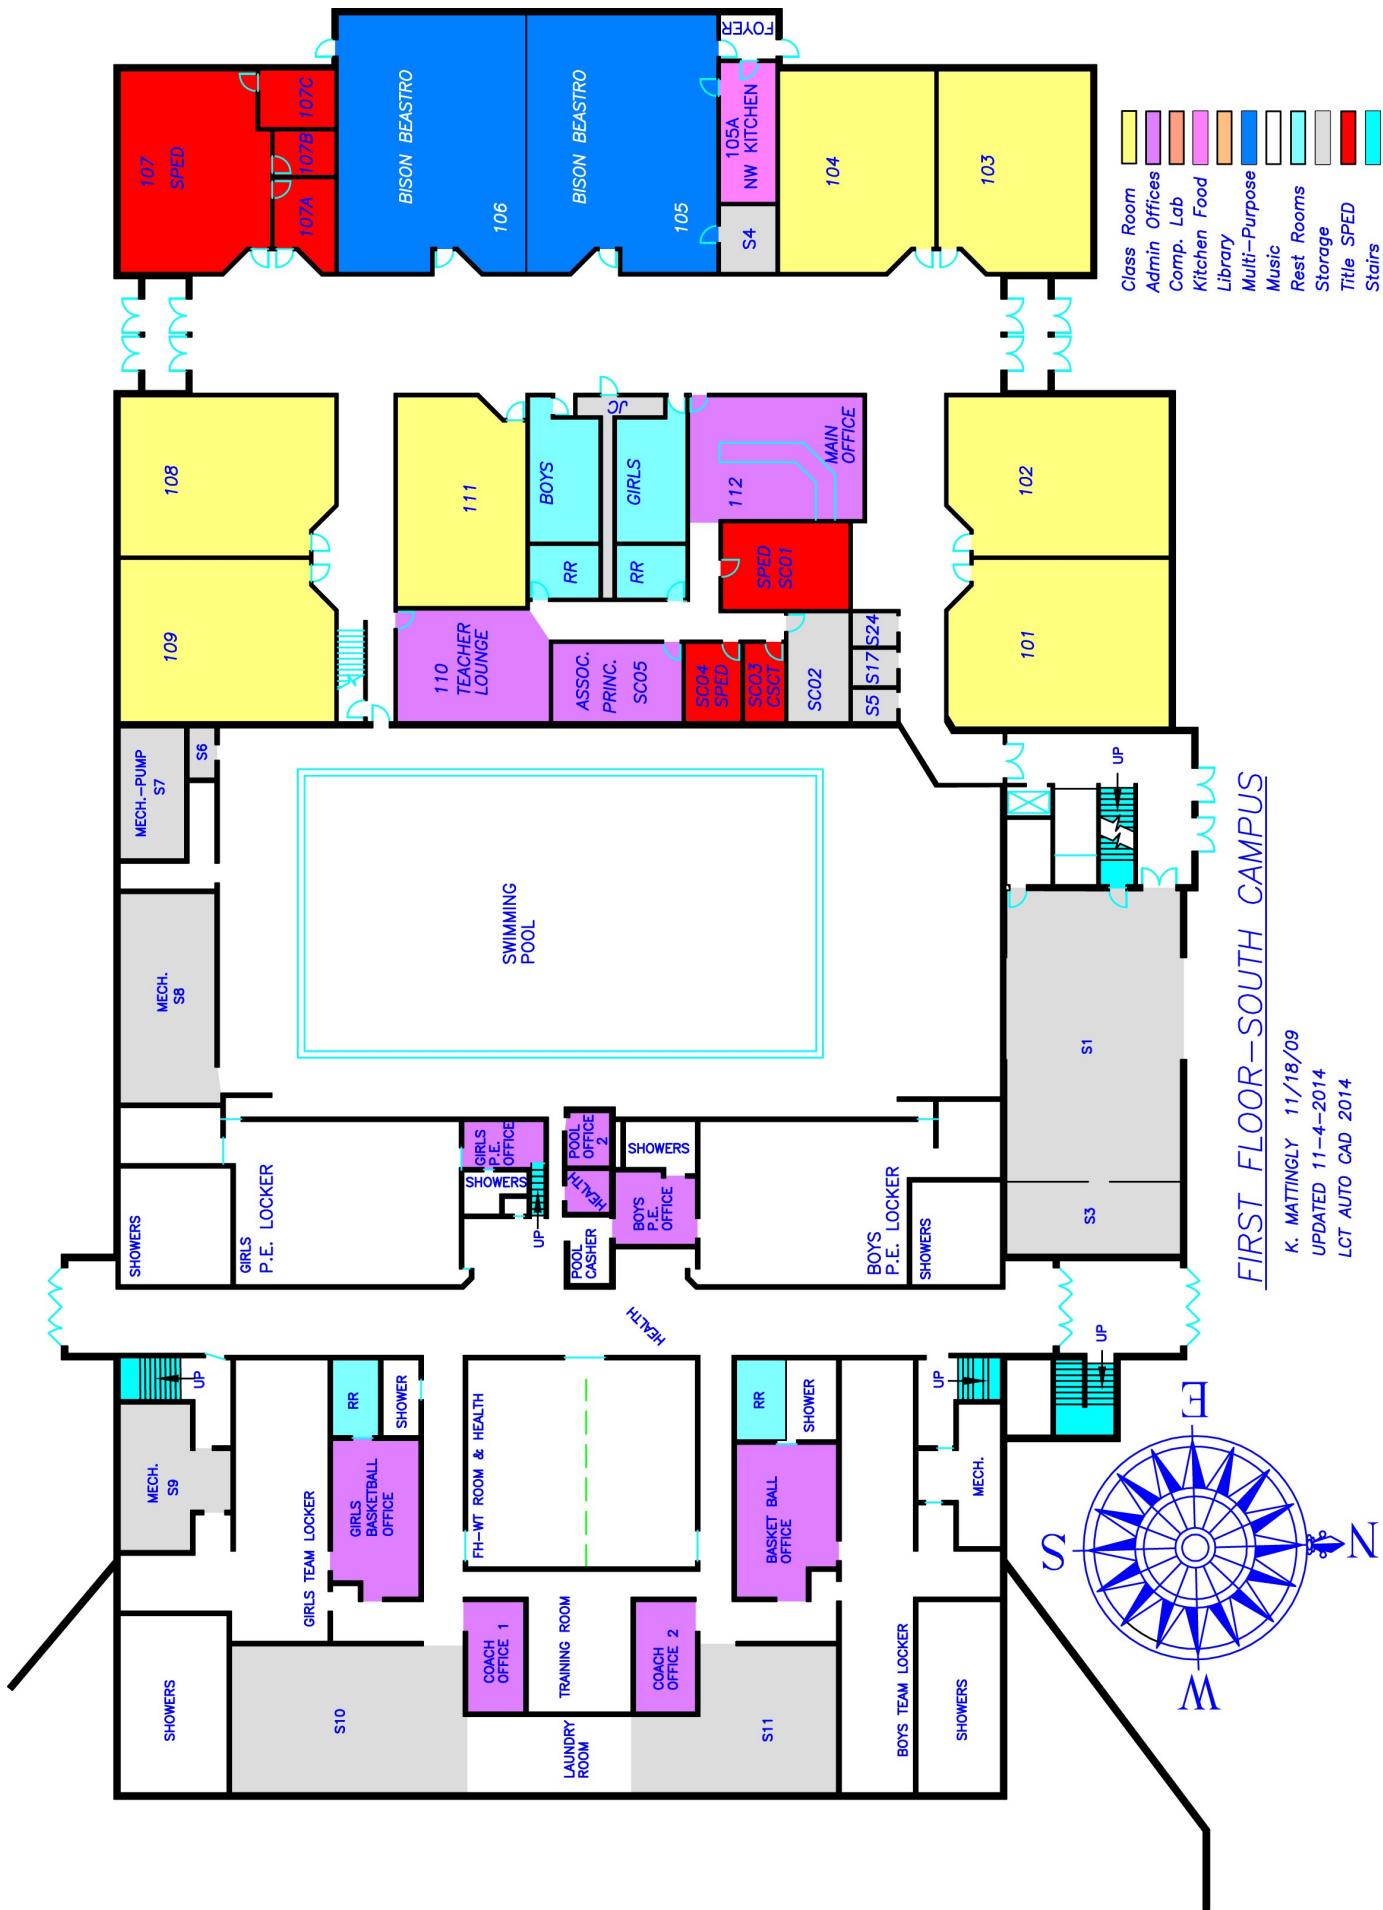 FOYER
107
SPED
107C
107B
107A
BISON BEASTRO
106
BISON BEASTRO
105
105A
NW KITCHEN
S4
104
103
Class Room
Admin Offices
Comp. Lab
Kitchen Food
Library
Multi-Purpose
Music
Rest Rooms
Storage
Title SPED
Stairs
108
109
111
BOYS
RR
JC
GIRLS
RR
112
MAIN
OFFICE
SPED
SC01
102
101
110
TEACHER
LOUNGE
ASSOC.
PRINC.
SC05
SC04
SPED
SC03
CSCT
SC02
S24
S17
S5
MECH.-PUMP
S7
S6
UP
MECH.
S8
SWIMMING
POOL
S1
S3
SHOWERS
GIRLS
P.E. LOCKER
GIRLS
P.E.
OFFICE
SHOWERS
UP
POOL
OFFICE
2
HEALTH
POOL
CASHER
SHOWERS
BOYS
P.E.
OFFICE
BOYS
P.E. LOCKER
SHOWERS
HEALTH
UP
MECH.
S9
GIRLS TEAM LOCKER
RR
SHOWER
GIRLS
BASKETBALL
OFFICE
FH-WT ROOM & HEALTH
RR
SHOWER
BASKET BALL
OFFICE
UP
MECH.
UP
SHOWERS
S10
COACH
OFFICE 1
TRAINING ROOM
COACH
OFFICE 2
LAUNDRY
ROOM
S11
BOYS TEAM LOCKER
SHOWERS
FIRST FLOOR-SOUTH CAMPUS
K. MATTINGLY 11/18/09
UPDATED 11-4-2014
LCT AUTO CAD 2014
E
S
N
W